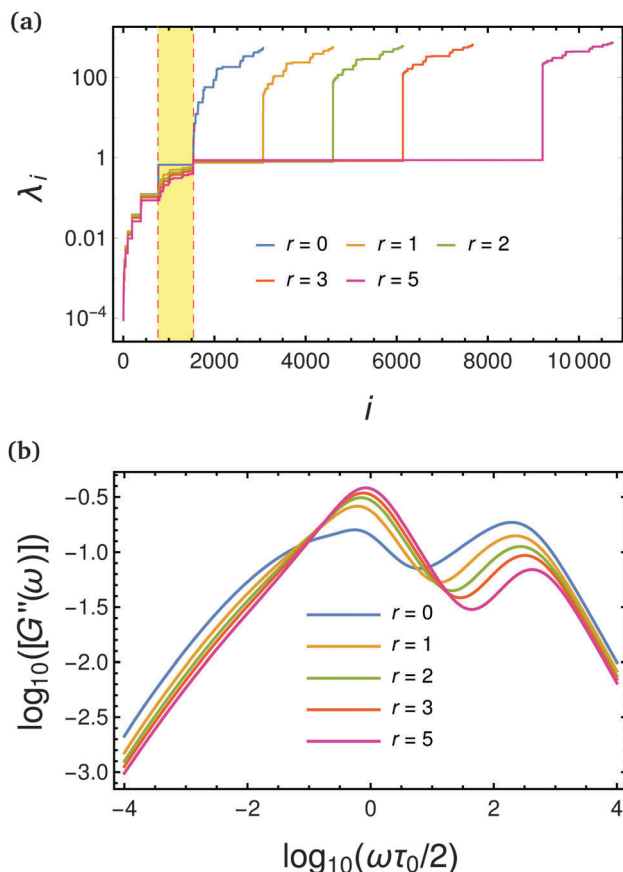 (a)
100
1
0.01
10⁻⁴
λᵢ
r = 0 r = 1 r = 2
r = 3 r = 5
0 2000 4000 6000 8000 10 000
i
(b)
-0.5
-1.0
-1.5
-2.0
-2.5
-3.0
log₁₀([G''(ω)])
r = 0
r = 1
r = 2
r = 3
r = 5
-4 -2 0 2 4
log₁₀(ωτ₀/2)